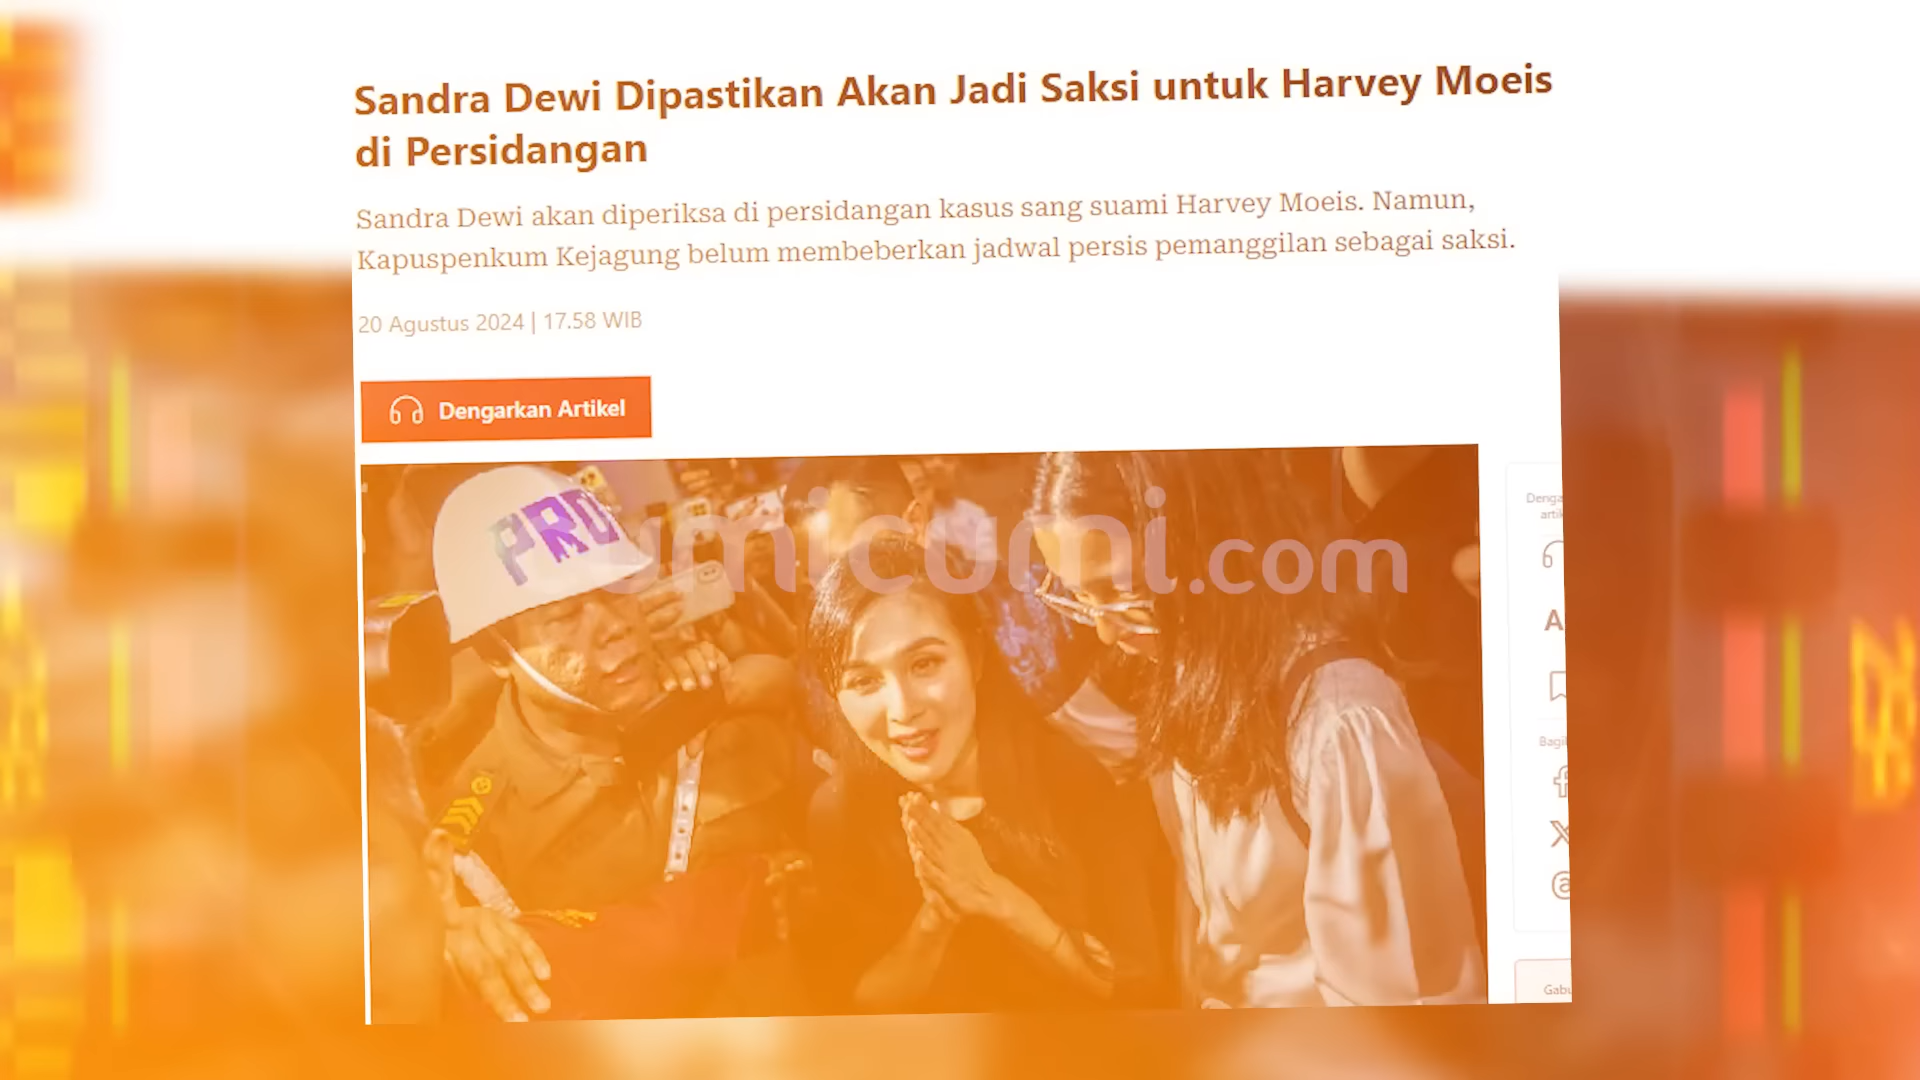 Sandra Dewi Dipastikan Akan Jadi Saksi untuk Harvey Moeis
di Persidangan
Sandra Dewi akan diperiksa di persidangan kasus sang suami Harvey Moeis. Namun,
Kapuspenkum Kejagung belum membeberkan jadwal persis pemanggilan sebagai saksi.
20 Agustus 2024 | 17.58 WIB
Dengarkan Artikel
PRO
umicumi.com
A